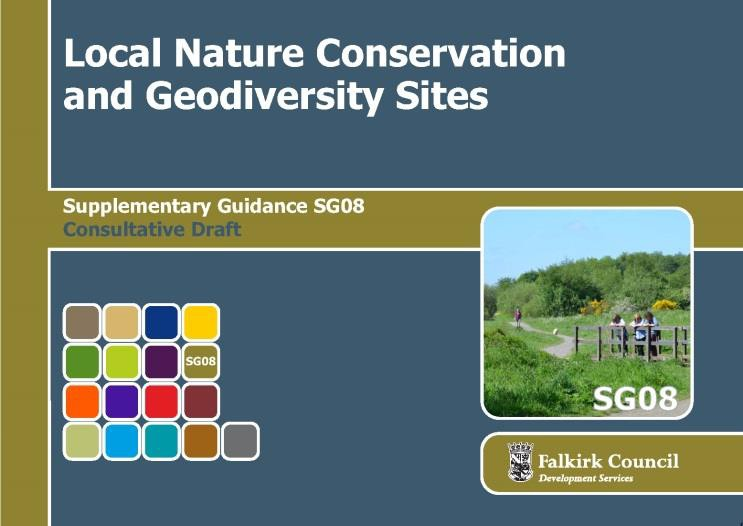 Local Nature Conservation
and Geodiversity Sites
Supplementary Guidance SG08
Consultative Draft
SG08
SG08
Falkirk Council
Development Services